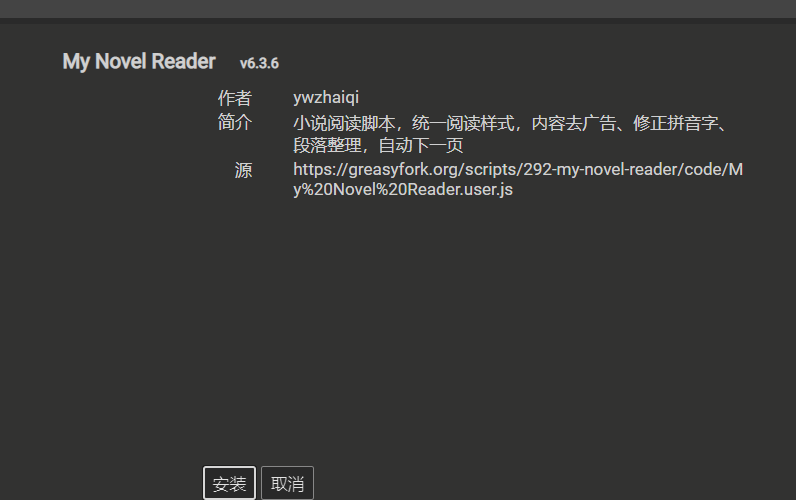 My Novel Reader v6.3.6
作者 ywzhaiqi
简介 小说阅读脚本，统一阅读样式，内容去广告、修正拼音字、
段落整理，自动下一页
源 https://greasyfork.org/scripts/292-my-novel-reader/code/M
y%20Novel%20Reader.user.js
安装 取消